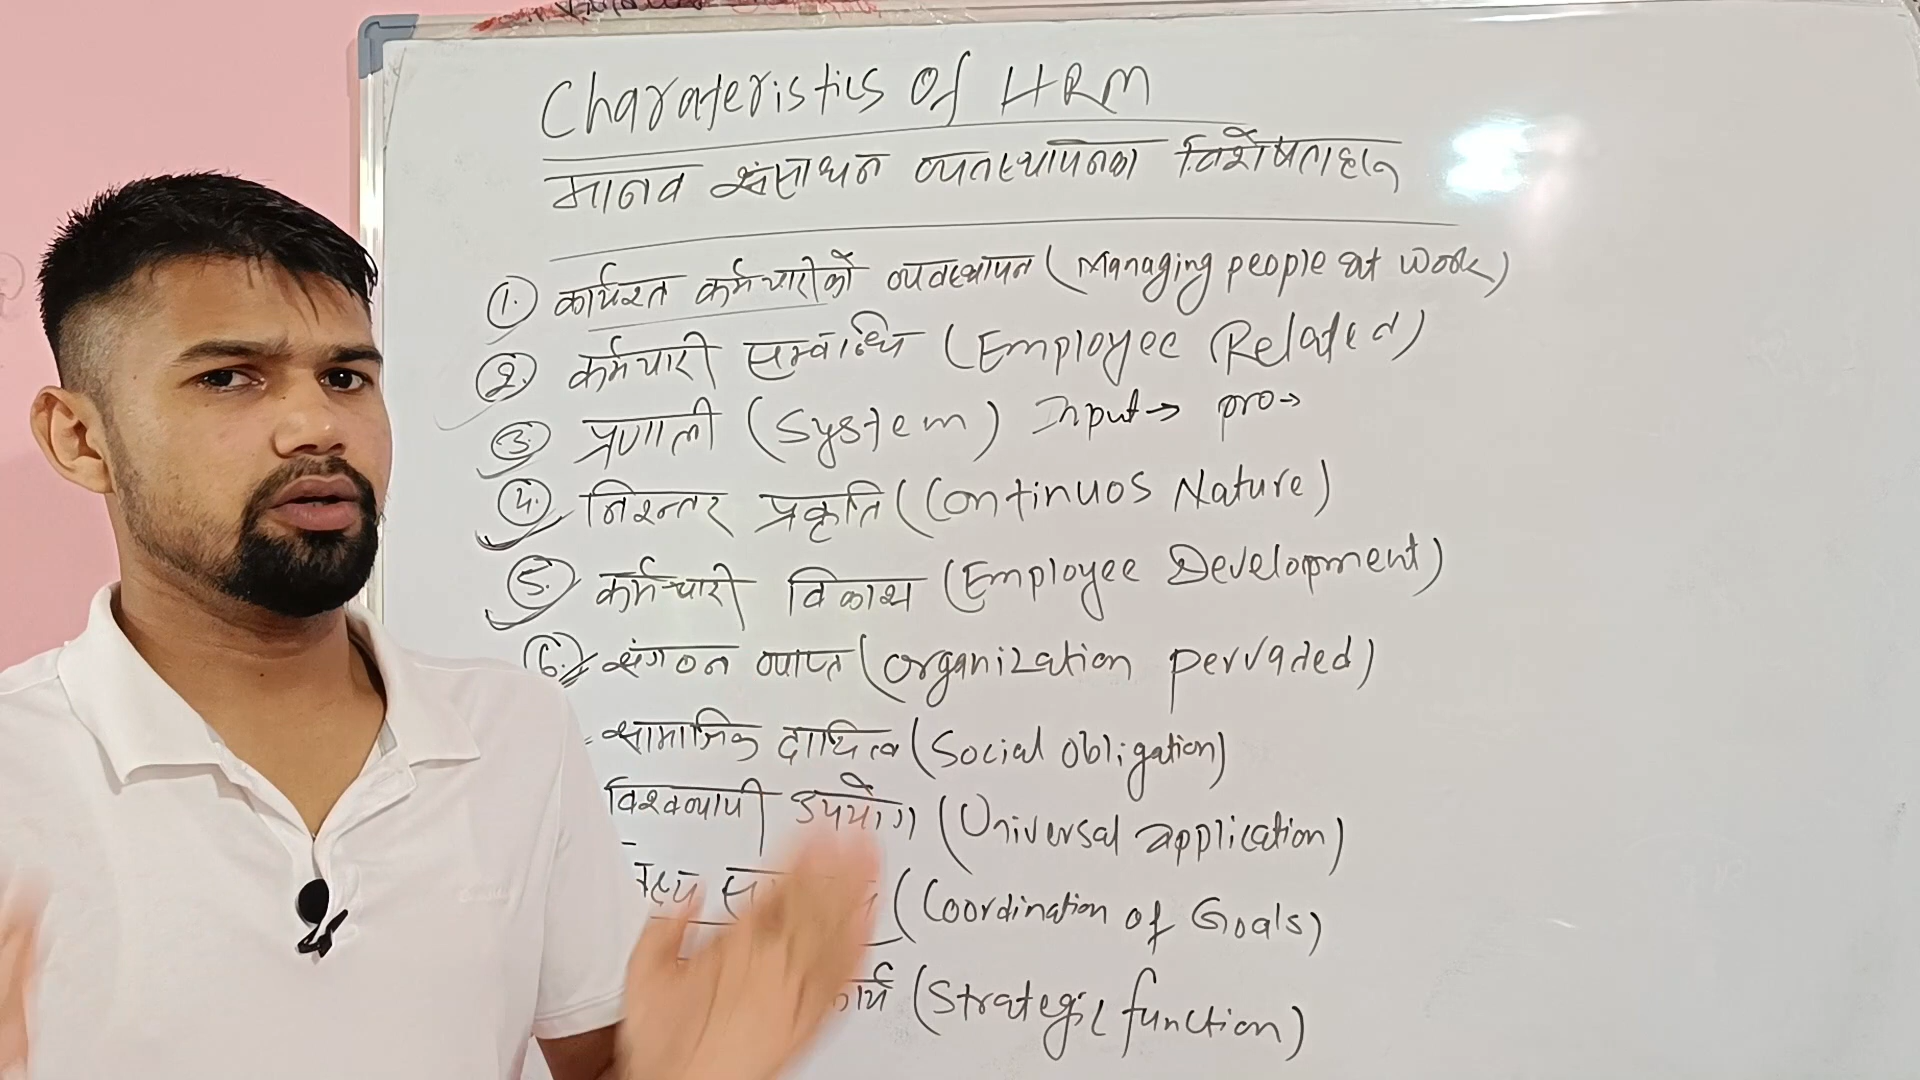 Charateristics Of HRM
मानव संसाधन व्यवस्थापनका विशेषताहरु
1. कार्यरत कर्मचारीको व्यवस्थापन (Managing people at work)
2. कर्मचारी सम्बन्धि (Employee Related)
3. प्रणाली (System) Input→ pro→
4. निरन्तर प्रकृति (Continuos Nature)
5. कर्मचारी विकास (Employee Development)
6. संगठन व्याप्त (Organization pervaded)
सामाजिक दायित्व (Social Obligation)
विश्वव्यापी उपयोग (Universal application)
(Coordination of Goals)
कार्य (Strategic function)